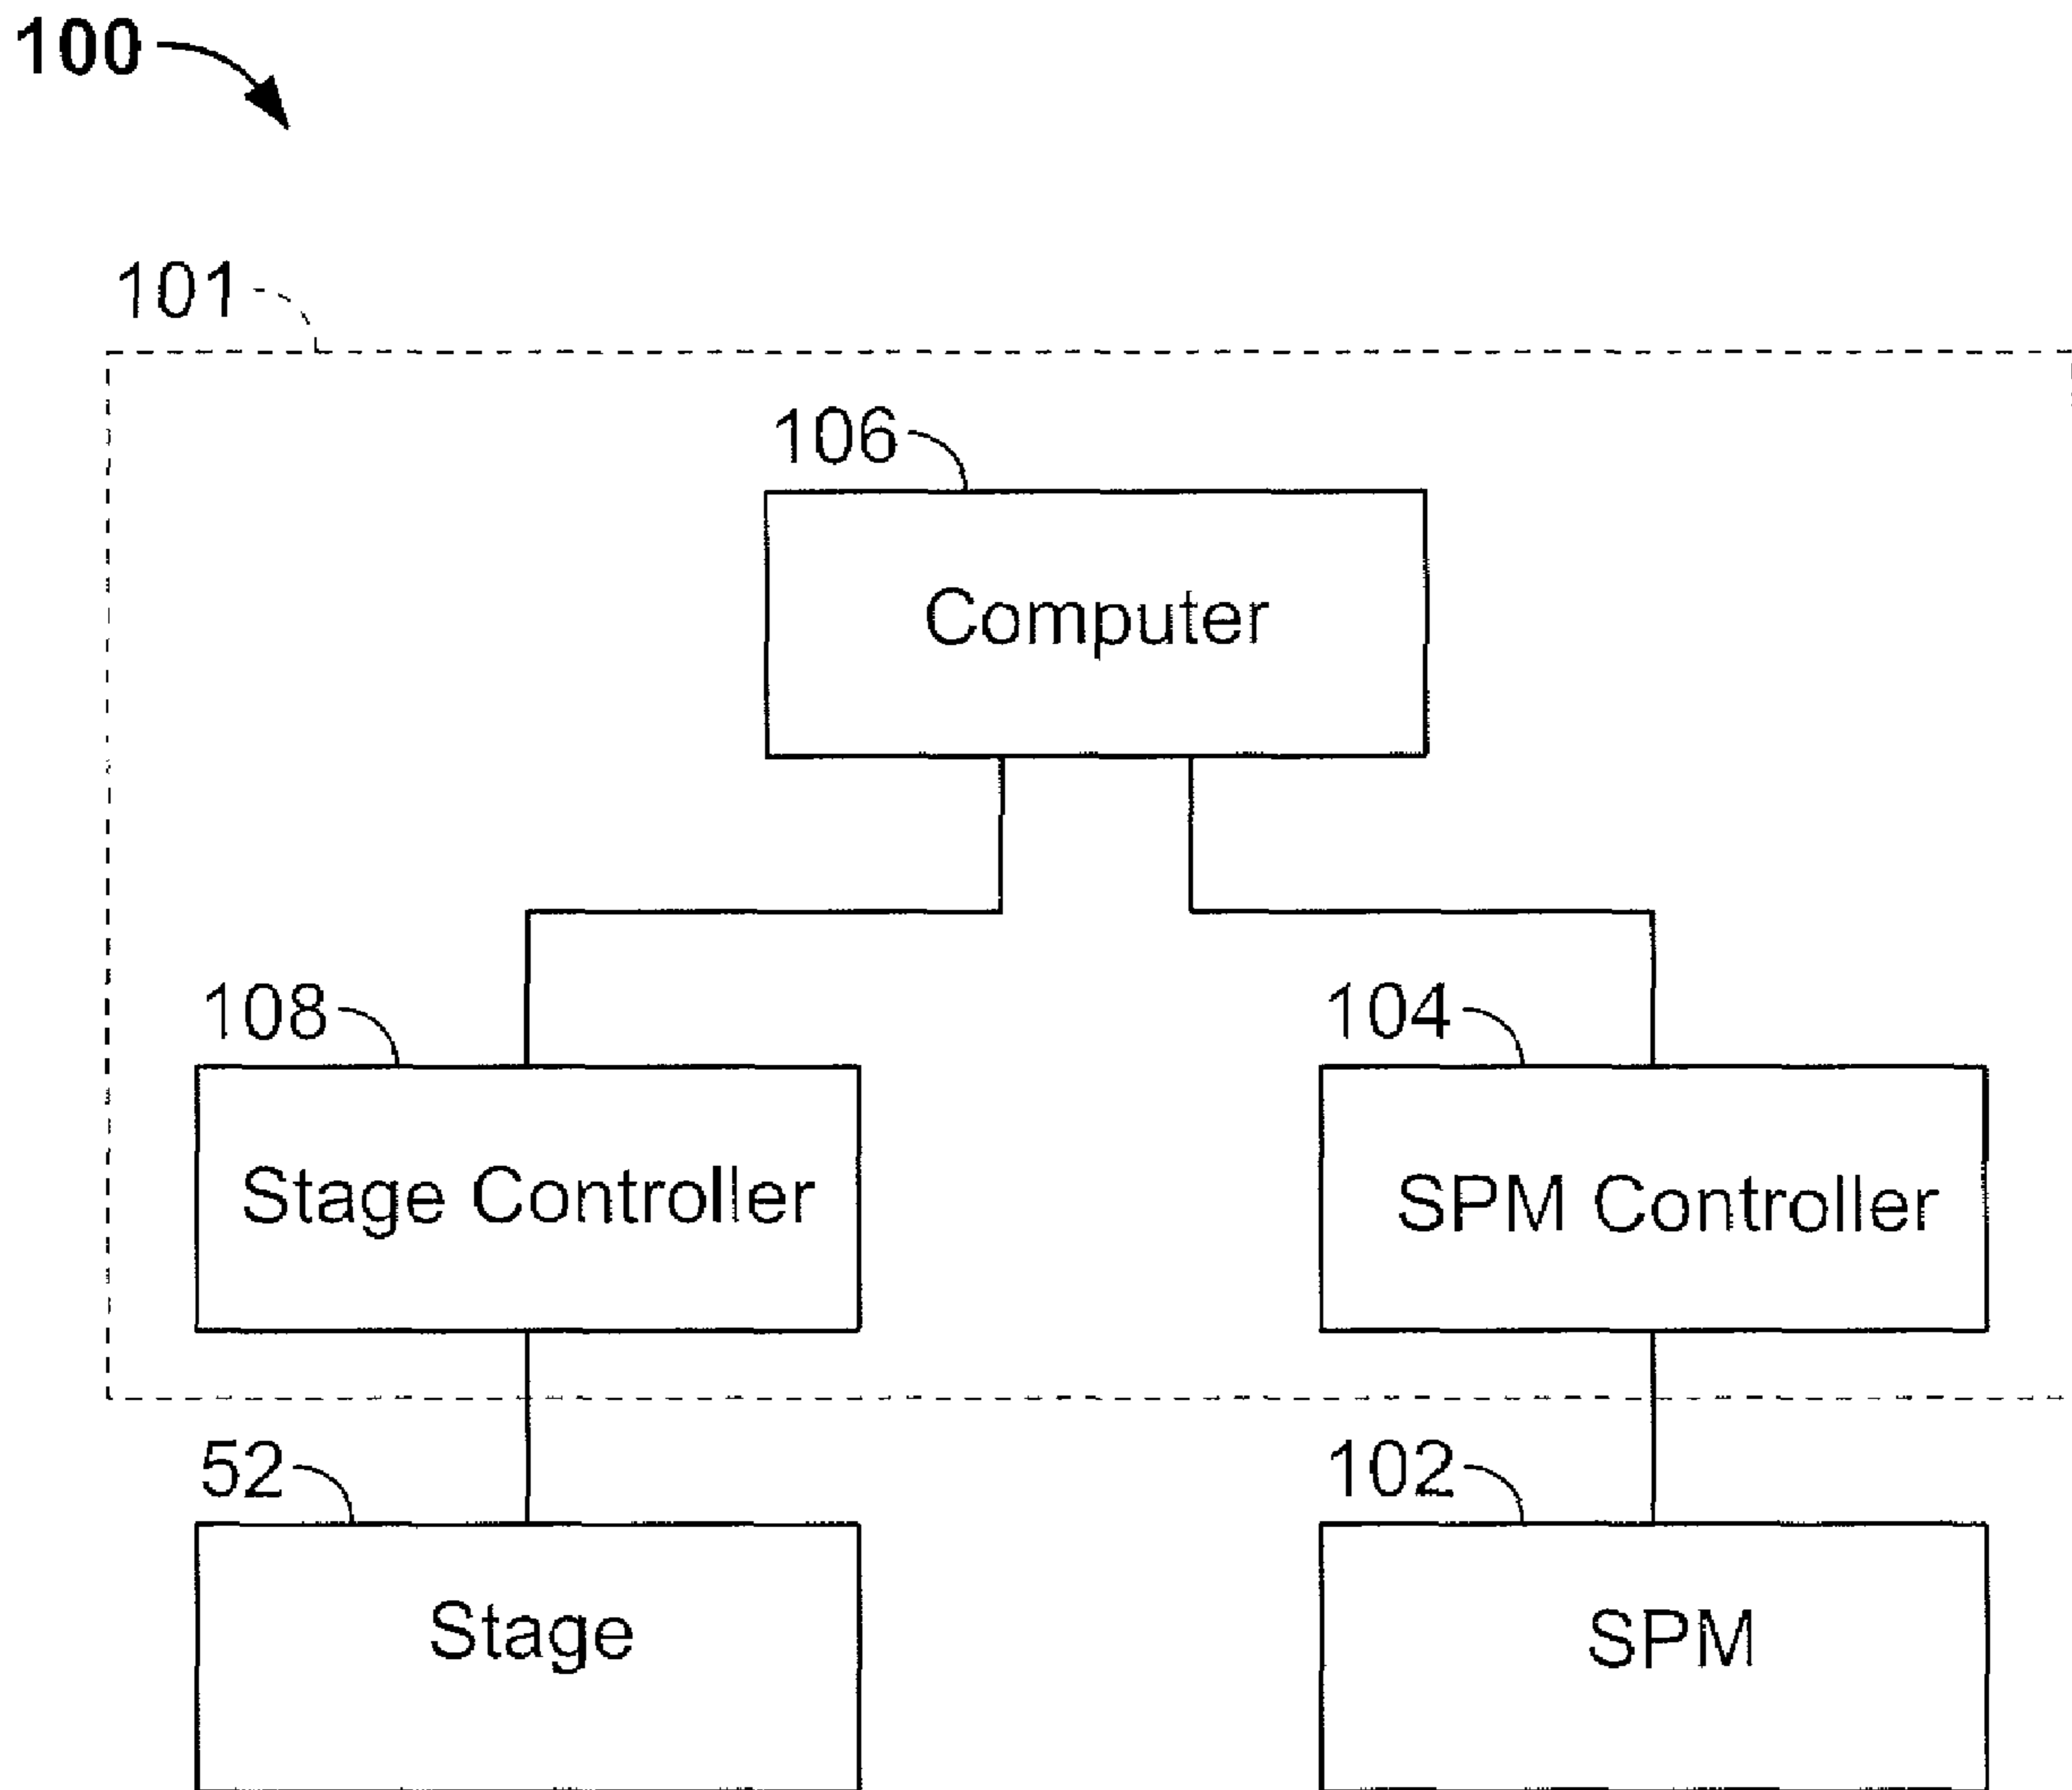 100
101
106
Computer
108
104
Stage Controller
SPM Controller
52
102
Stage
SPM